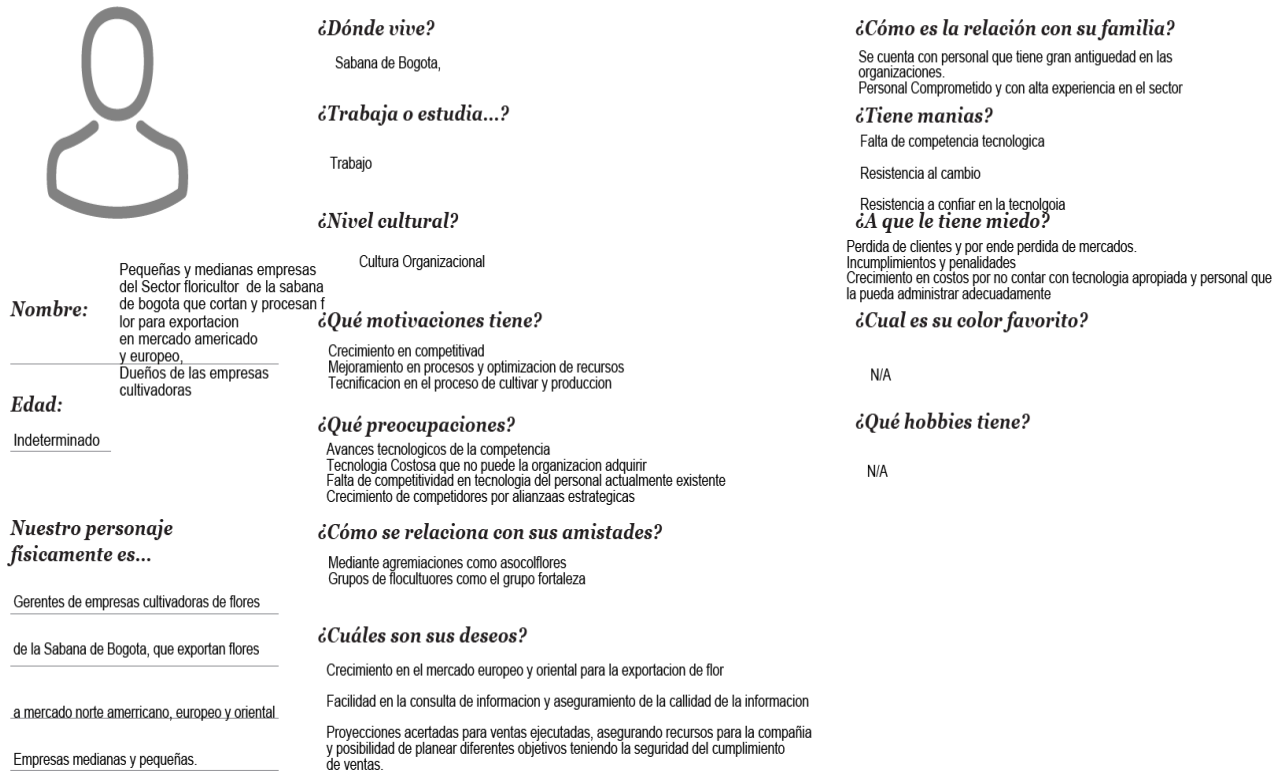 Nombre:
Pequeñas y medianas empresas
del Sector floricultor de la sabana
de bogota que cortan y procesan f
lor para exportacion
en mercado americado
y europeo,
Dueños de las empresas
cultivadoras
Edad:
Indeterminado
Nuestro personaje
físicamente es...
Gerentes de empresas cultivadoras de flores
de la Sabana de Bogota, que exportan flores
a mercado norte amerricano, europeo y oriental
Empresas medianas y pequeñas.
¿Dónde vive?
Sabana de Bogota,
¿Trabaja o estudia...?
Trabajo
¿Nivel cultural?
Cultura Organizacional
¿Qué motivaciones tiene?
Crecimiento en competitivad
Mejoramiento en procesos y optimizacion de recursos
Tecnificacion en el proceso de cultivar y produccion
¿Qué preocupaciones?
Avances tecnologicos de la competencia
Tecnologia Costosa que no puede la organizacion adquirir
Falta de competitividad en tecnologia del personal actualmente existente
Crecimiento de competidores por alianzaas estrategicas
¿Cómo se relaciona con sus amistades?
Mediante agremiaciones como asocolflores
Grupos de flocultuores como el grupo fortaleza
¿Cuáles son sus deseos?
Crecimiento en el mercado europeo y oriental para la exportacion de flor
Facilidad en la consulta de informacion y aseguramiento de la callidad de la informacion
Proyecciones acertadas para ventas ejecutadas, asegurando recursos para la compañia
y posibilidad de planear diferentes objetivos teniendo la seguridad del cumplimiento
de ventas.
¿Cómo es la relación con su familia?
Se cuenta con personal que tiene gran antiguedad en las
organizaciones.
Personal Comprometido y con alta experiencia en el sector
¿Tiene manias?
Falta de competencia tecnologica
Resistencia al cambio
Resistencia a confiar en la tecnolgoia
¿A que le tiene miedo?
Perdida de clientes y por ende perdida de mercados.
Incumplimientos y penalidades
Crecimiento en costos por no contar con tecnologia apropiada y personal que
la pueda administrar adecuadamente
¿Cual es su color favorito?
N/A
¿Qué hobbies tiene?
N/A